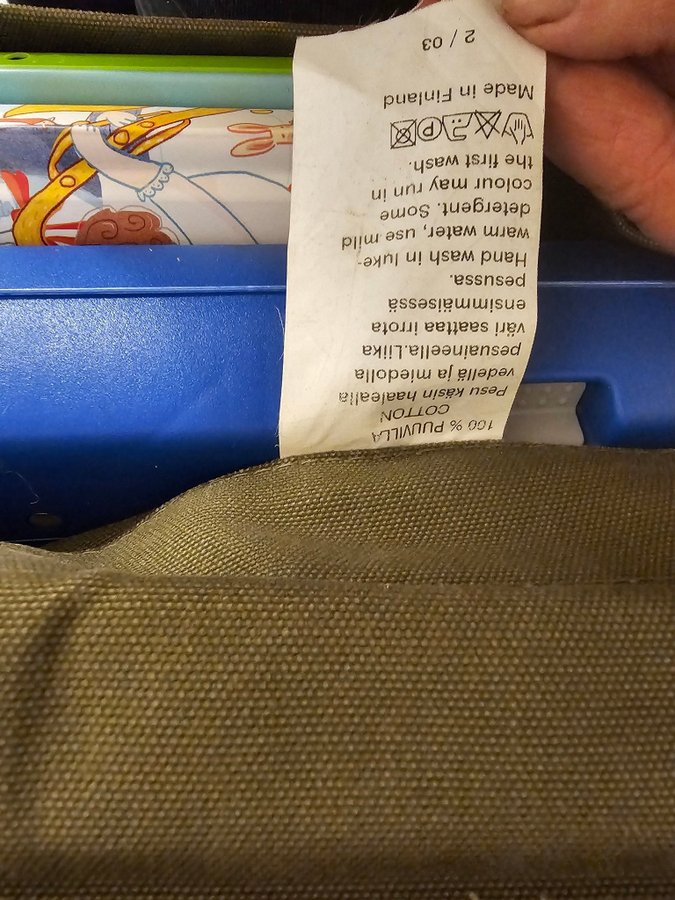 100 % PUUVILLA
COTTON
Pesu käsin haalealla
vedellä ja miedolla
pesuaineella.Liika
väri saattaa irrota
ensimmäisessä
pesussa.
Hand wash in luke-
warm water, use mild
detergent. Some
colour may run in
the first wash.
P
Made in Finland
2 / 03